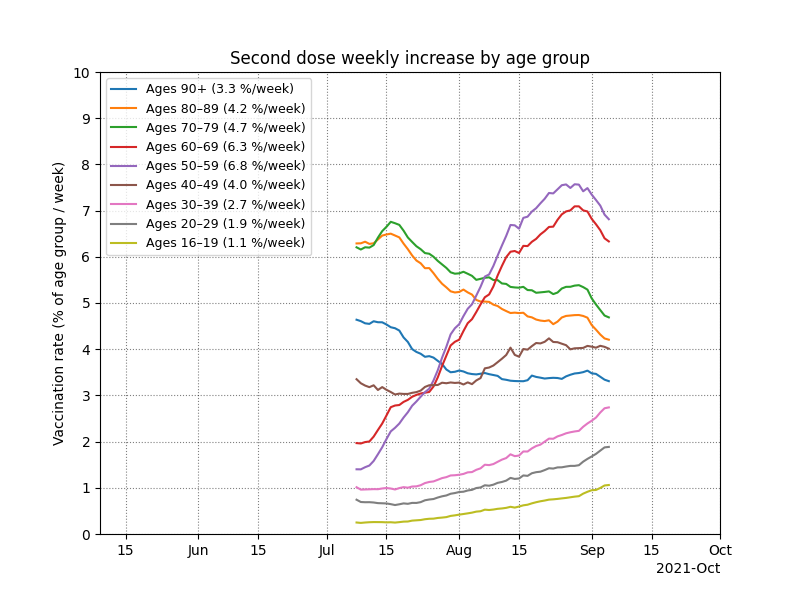 Second dose weekly increase by age group
Vaccination rate (% of age group / week)
10
9
8
7
6
5
4
3
2
1
0
Ages 90+ (3.3 %/week)
Ages 80–89 (4.2 %/week)
Ages 70–79 (4.7 %/week)
Ages 60–69 (6.3 %/week)
Ages 50–59 (6.8 %/week)
Ages 40–49 (4.0 %/week)
Ages 30–39 (2.7 %/week)
Ages 20–29 (1.9 %/week)
Ages 16–19 (1.1 %/week)
15 Jun 15 Jul 15 Aug 15 Sep 15 Oct
2021-Oct